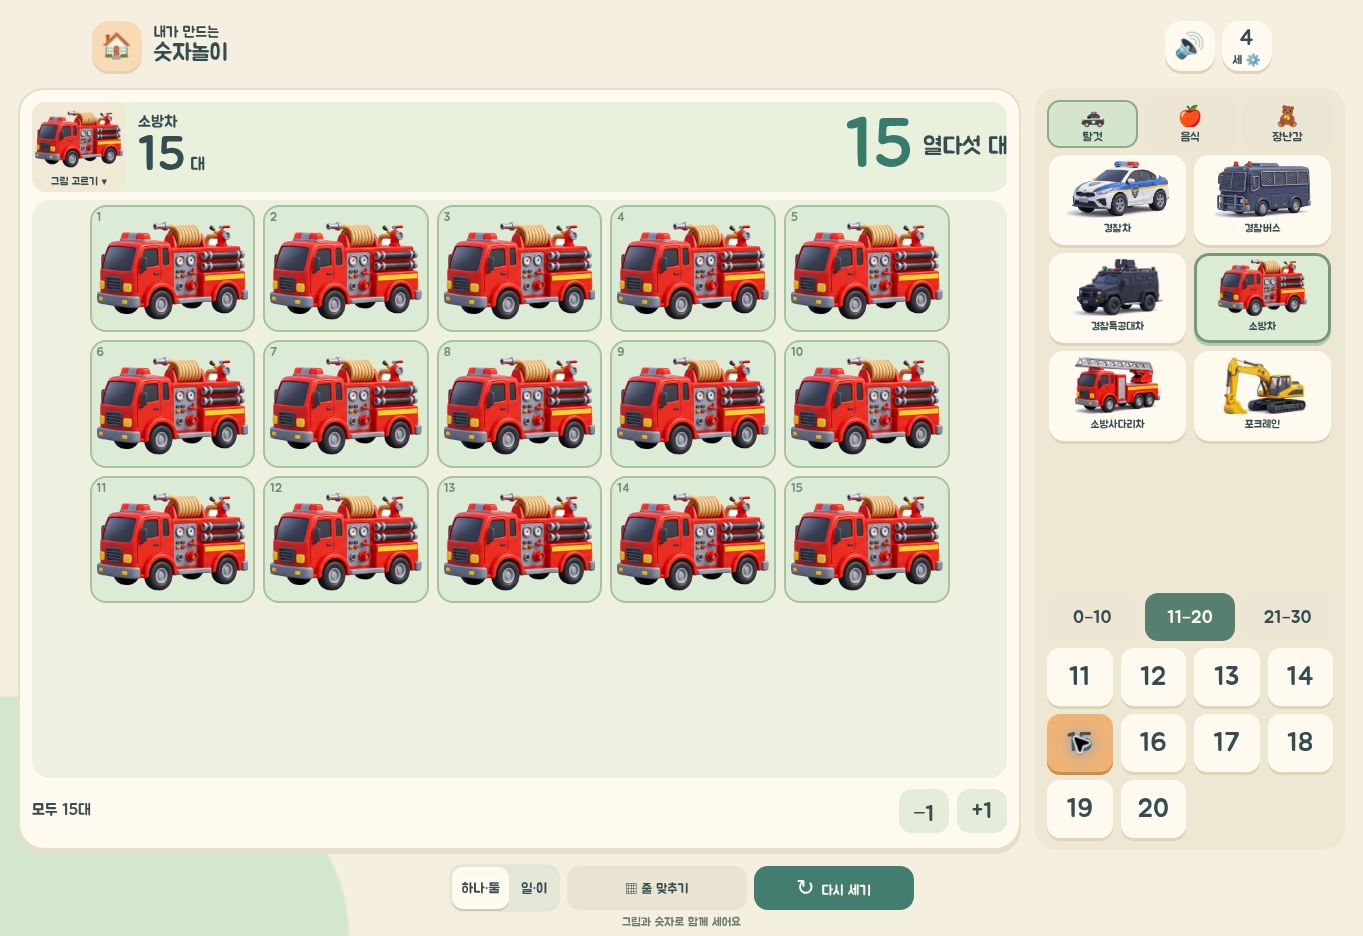 내가 만드는
숫자놀이
4
세
소방차
15 대
그림 고르기 ▾
15 열다섯 대
탈것
음식
장난감
경찰차
경찰버스
경찰특공대차
소방차
소방사다리차
포크레인
1
2
3
4
5
6
7
8
9
10
11
12
13
14
15
0–10
11–20
21–30
11
12
13
14
15
16
17
18
19
20
모두 15대
–1
+1
하나·둘
일·이
▦ 줄 맞추기
↻ 다시 세기
그림과 숫자로 함께 세어요